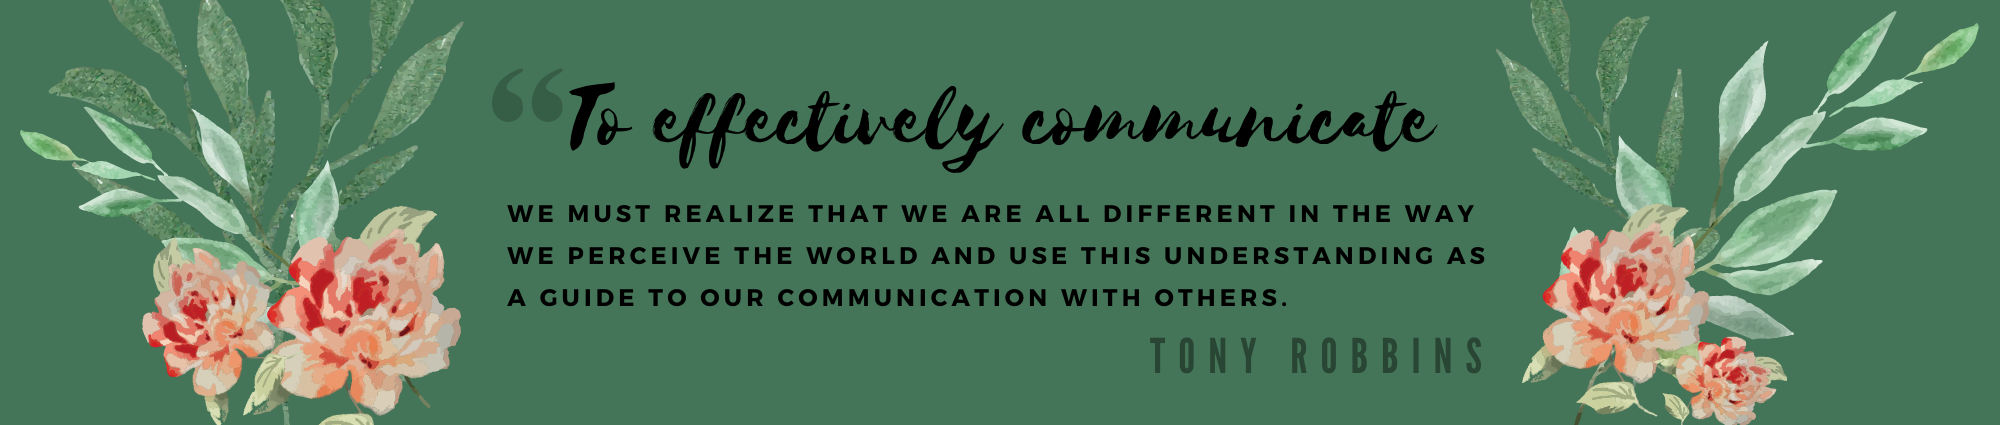 “To effectively communicate
WE MUST REALIZE THAT WE ARE ALL DIFFERENT IN THE WAY
WE PERCEIVE THE WORLD AND USE THIS UNDERSTANDING AS
A GUIDE TO OUR COMMUNICATION WITH OTHERS.
TONY ROBBINS